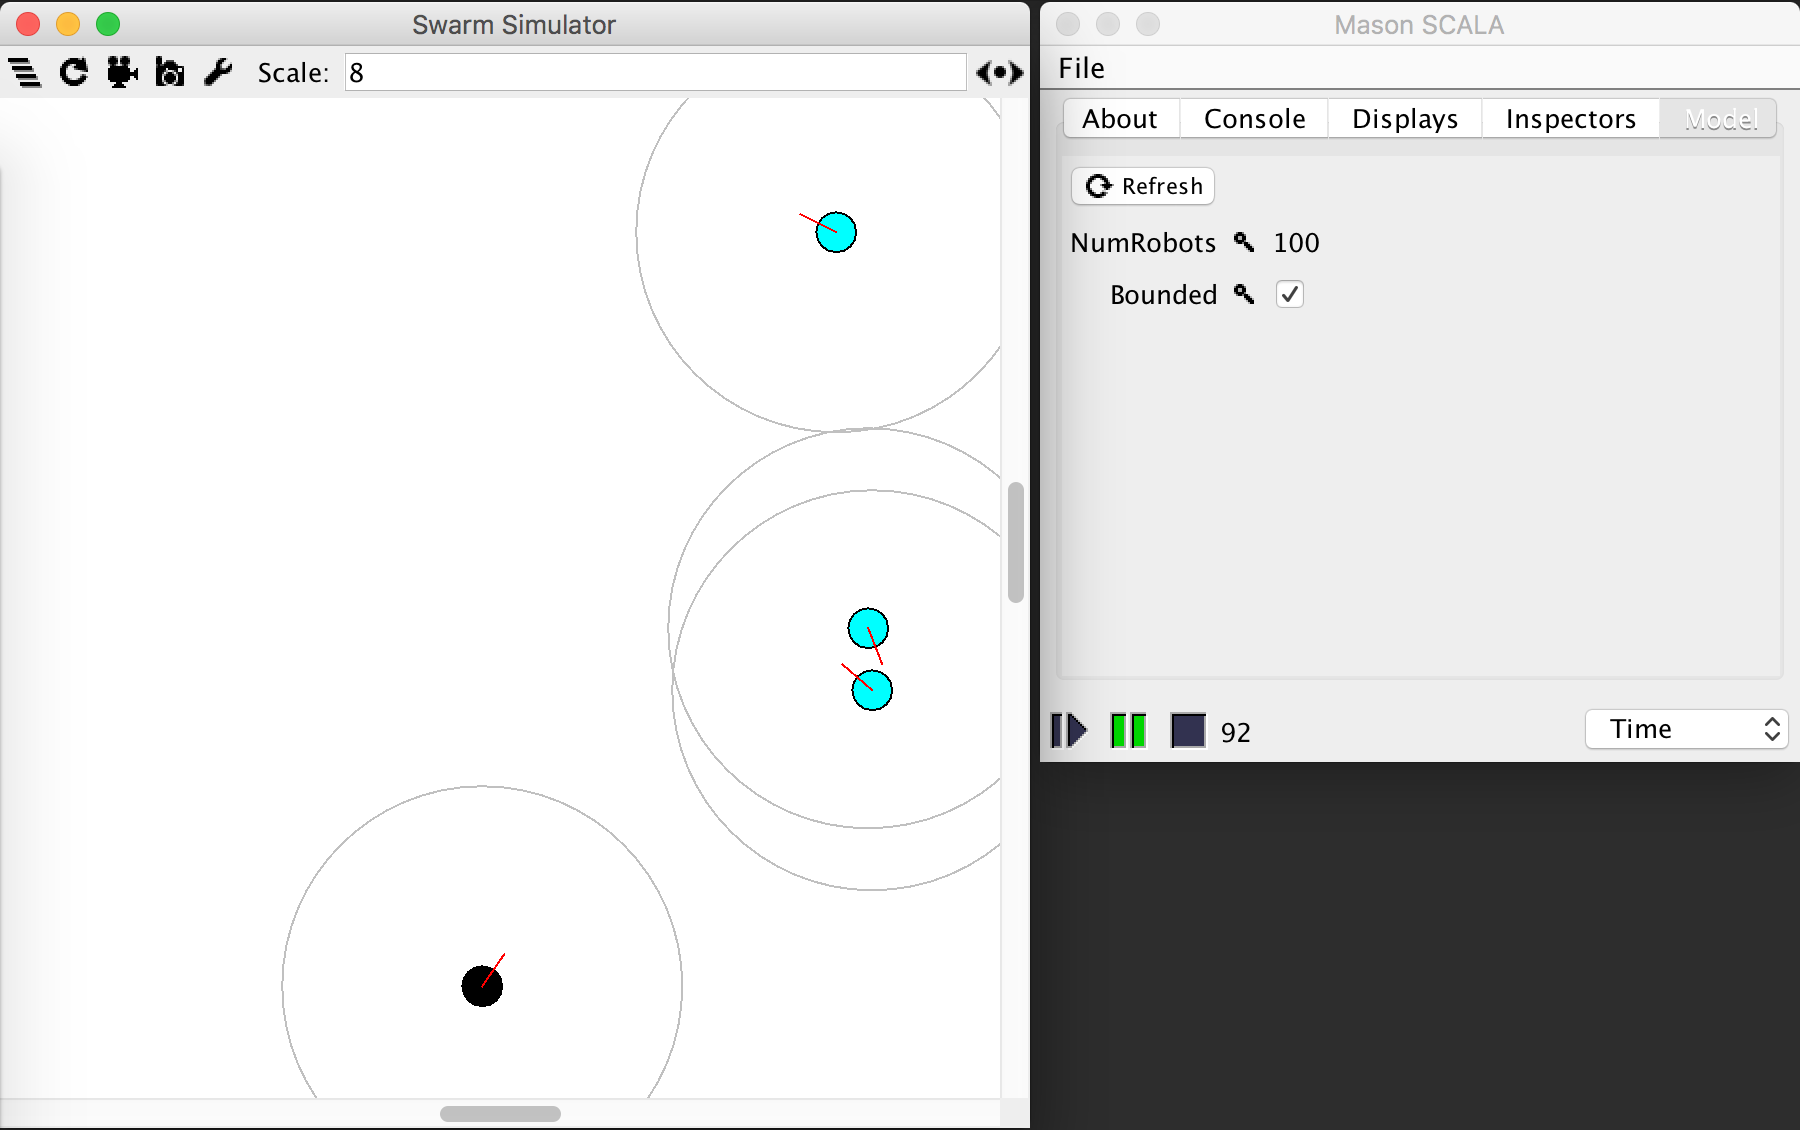 Swarm Simulator
Scale: 8
Mason SCALA
File
About Console Displays Inspectors Model
Refresh
NumRobots 100
Bounded
92 Time